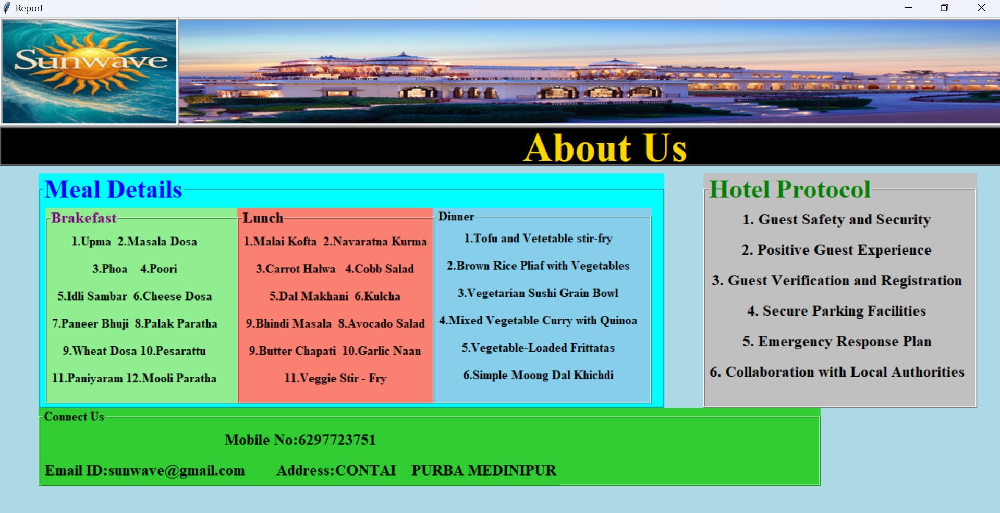 Report
Sunwave
About Us
Meal Details
Brakefast
1.Upma 2.Masala Dosa
3.Phoa 4.Poori
5.Idli Sambar 6.Cheese Dosa
7.Paneer Bhuji 8.Palak Paratha
9.Wheat Dosa 10.Pesarattu
11.Paniyaram 12.Mooli Paratha
Lunch
1.Malai Kofta 2.Navaratna Kurma
3.Carrot Halwa 4.Cobb Salad
5.Dal Makhani 6.Kulcha
9.Bhindi Masala 8.Avocado Salad
9.Butter Chapati 10.Garlic Naan
11.Veggie Stir - Fry
Dinner
1.Tofu and Vetetable stir-fry
2.Brown Rice Pliaf with Vegetables
3.Vegetarian Sushi Grain Bowl
4.Mixed Vegetable Curry with Quinoa
5.Vegetable-Loaded Frittatas
6.Simple Moong Dal Khichdi
Hotel Protocol
1. Guest Safety and Security
2. Positive Guest Experience
3. Guest Verification and Registration
4. Secure Parking Facilities
5. Emergency Response Plan
6. Collaboration with Local Authorities
Connect Us
Mobile No:6297723751
Email ID:sunwave@gmail.com Address:CONTAI PURBA MEDINIPUR